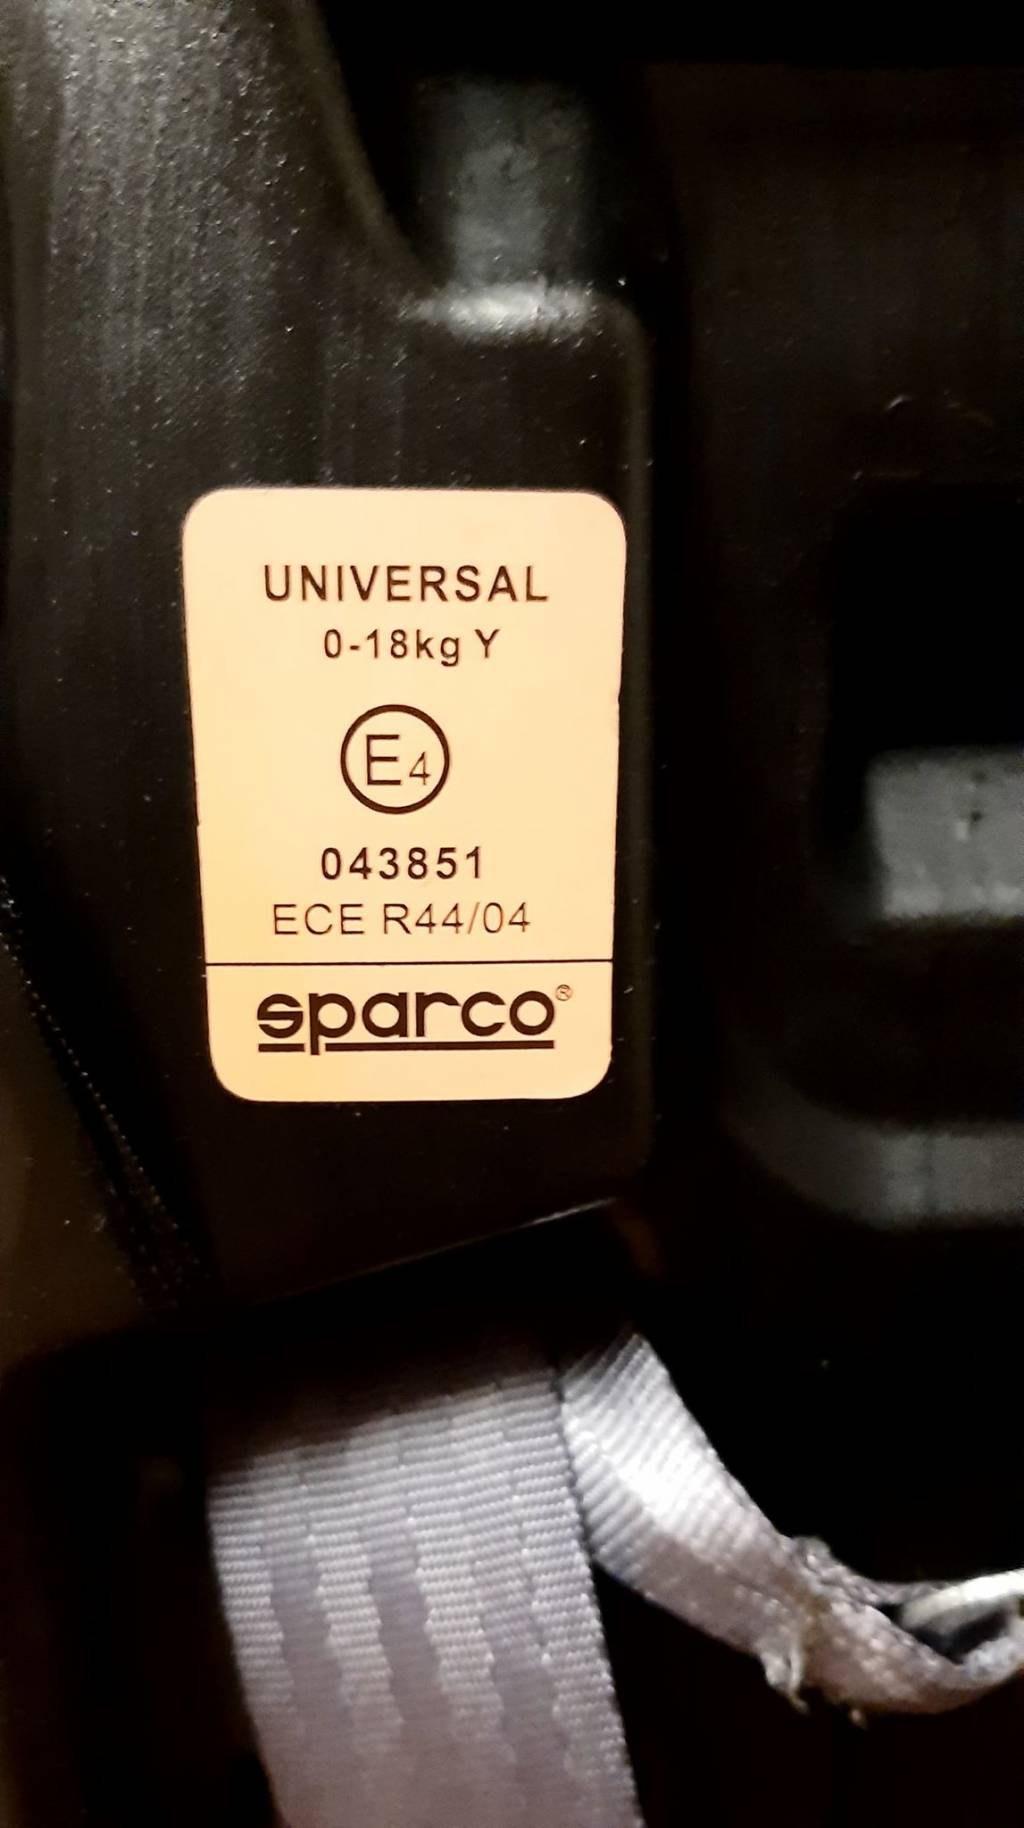 UNIVERSAL
0-18kg Y
E4
043851
ECE R44/04
sparco®